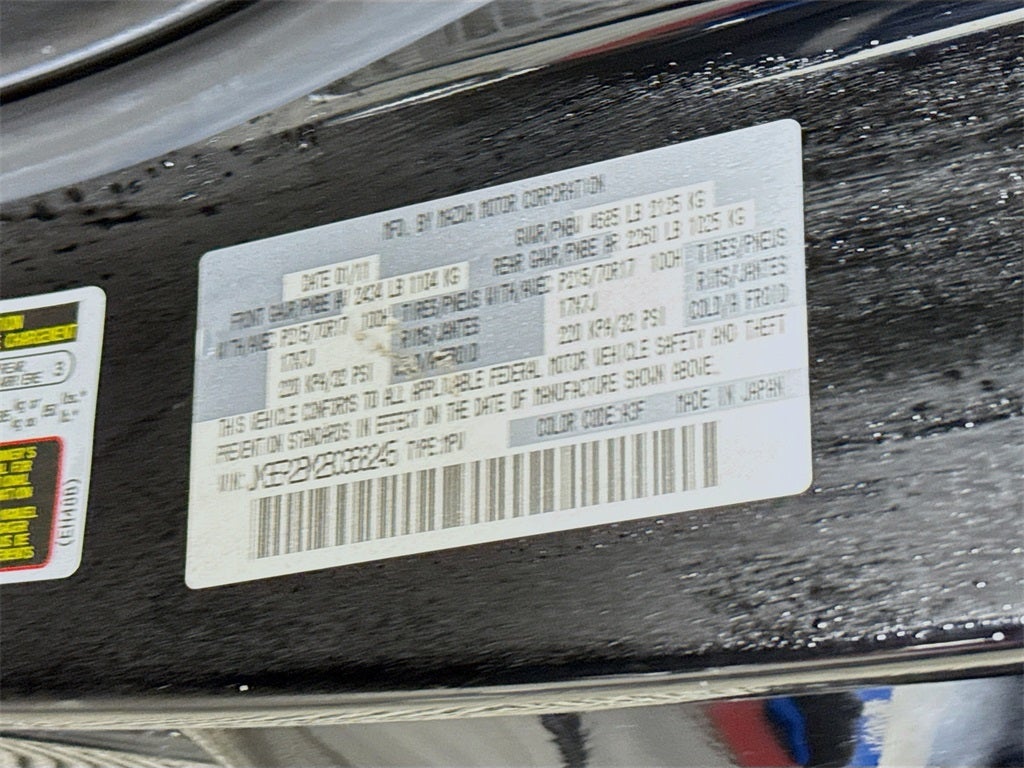 MFD. BY MAZDA MOTOR CORPORATION
DATE 01/11 GVWR/PNBV 4685 LB 2125 KG
FRONT GAWR/PNBE AV 2434 LB 1104 KG REAR GAWR/PNBE AR 2260 LB 1025 KG
WITH/AVEC P215/70R17 100H TIRES/PNEUS WITH/AVEC P215/70R17 100H TIRES/PNEUS
17X7J RIMS/JANTES 17X7J RIMS/JANTES
220 KPA/32 PSI FROID 220 KPA/32 PSI COLD/A FROID
THIS VEHICLE CONFORMS TO ALL APPLICABLE FEDERAL MOTOR VEHICLE SAFETY AND THEFT
PREVENTION STANDARDS IN EFFECT ON THE DATE OF MANUFACTURE SHOWN ABOVE.
COLOR CODE:A3F MADE IN JAPAN
VIN: TYPE:MPV
CHARGEMENT
3
(EH40B)